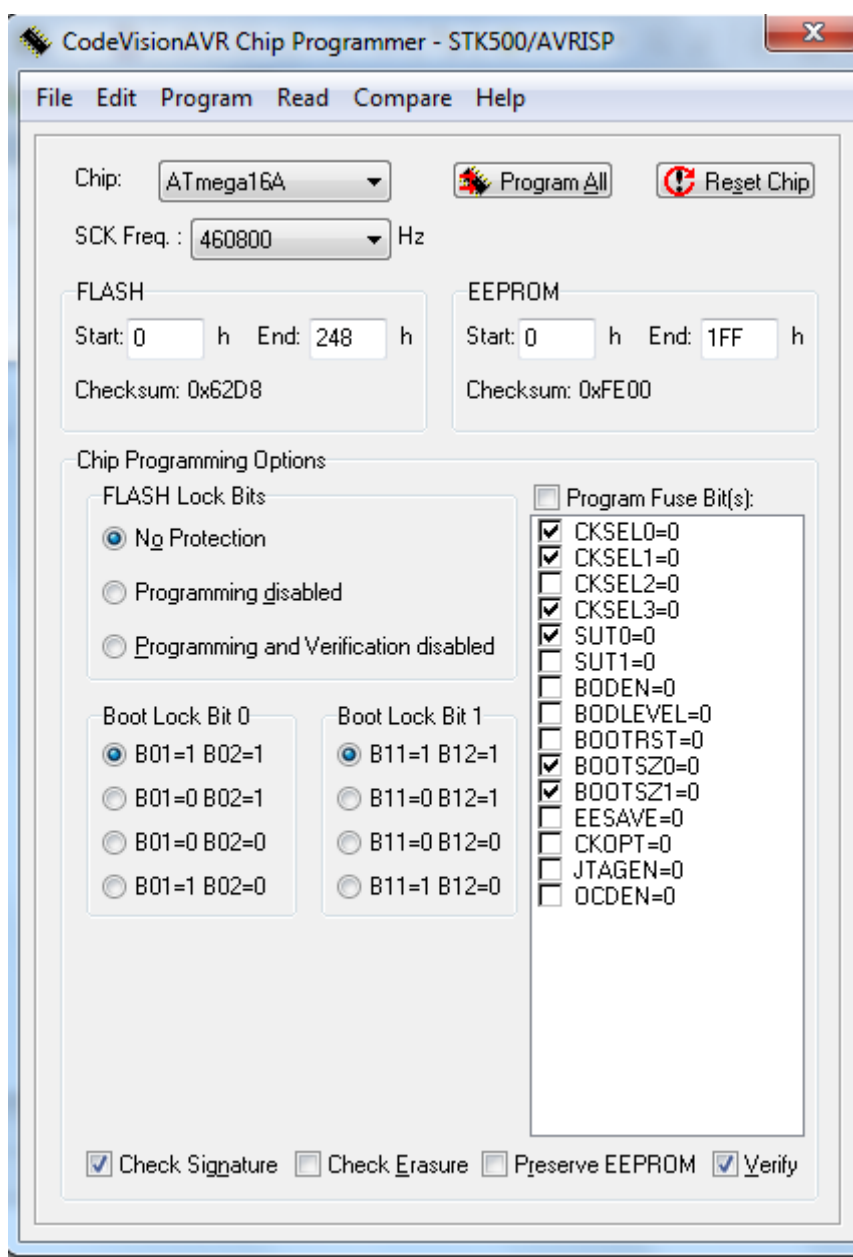 CodeVisionAVR Chip Programmer - STK500/AVRISP
File Edit Program Read Compare Help
Chip: ATmega16A Program All Reset Chip
SCK Freq. : 460800 Hz
FLASH EEPROM
Start: 0 h End: 248 h Start: 0 h End: 1FF h
Checksum: 0x62D8 Checksum: 0xFE00
Chip Programming Options
FLASH Lock Bits
No Protection
Programming disabled
Programming and Verification disabled
Boot Lock Bit 0
B01=1 B02=1
B01=0 B02=1
B01=0 B02=0
B01=1 B02=0
Boot Lock Bit 1
B11=1 B12=1
B11=0 B12=1
B11=0 B12=0
B11=1 B12=0
Program Fuse Bit(s):
CKSEL0=0
CKSEL1=0
CKSEL2=0
CKSEL3=0
SUT0=0
SUT1=0
BODEN=0
BODLEVEL=0
BOOTRST=0
BOOTSZ0=0
BOOTSZ1=0
EESAVE=0
CKOPT=0
JTAGEN=0
OCDEN=0
Check Signature Check Erasure Preserve EEPROM Verify